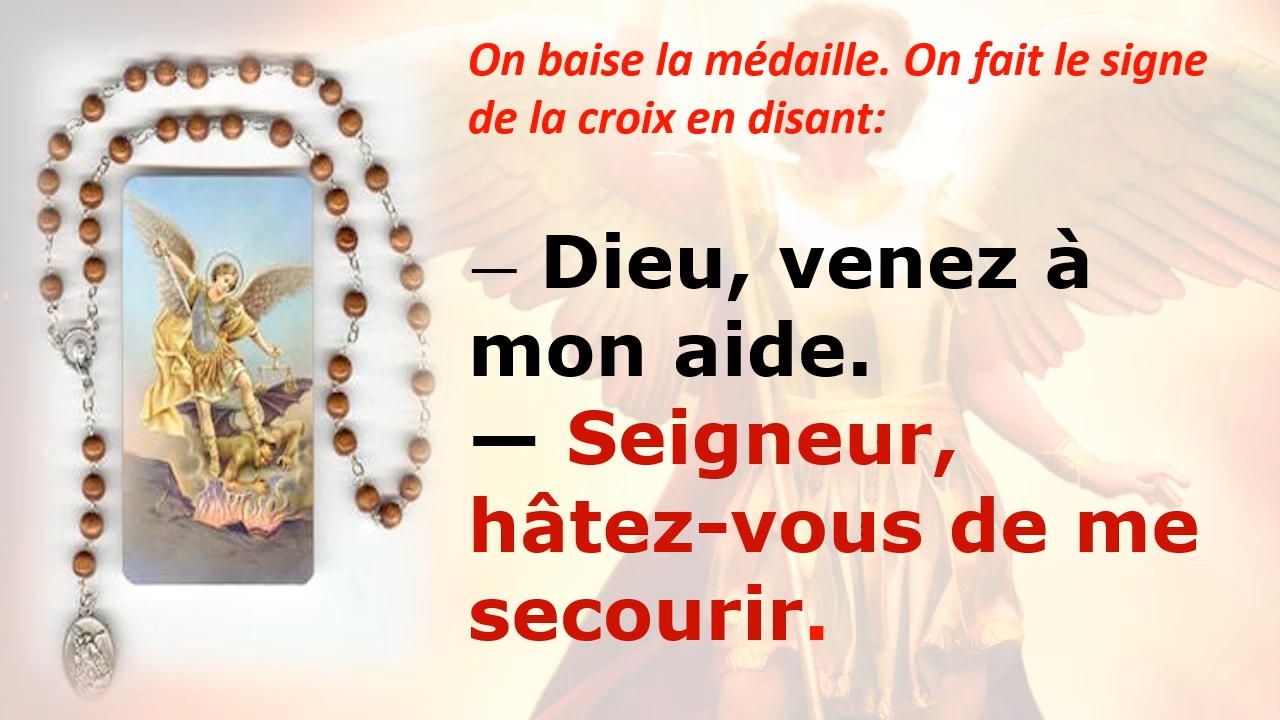 On baise la médaille. On fait le signe
de la croix en disant:
— Dieu, venez à
mon aide.
— Seigneur,
hâtez-vous de me
secourir.